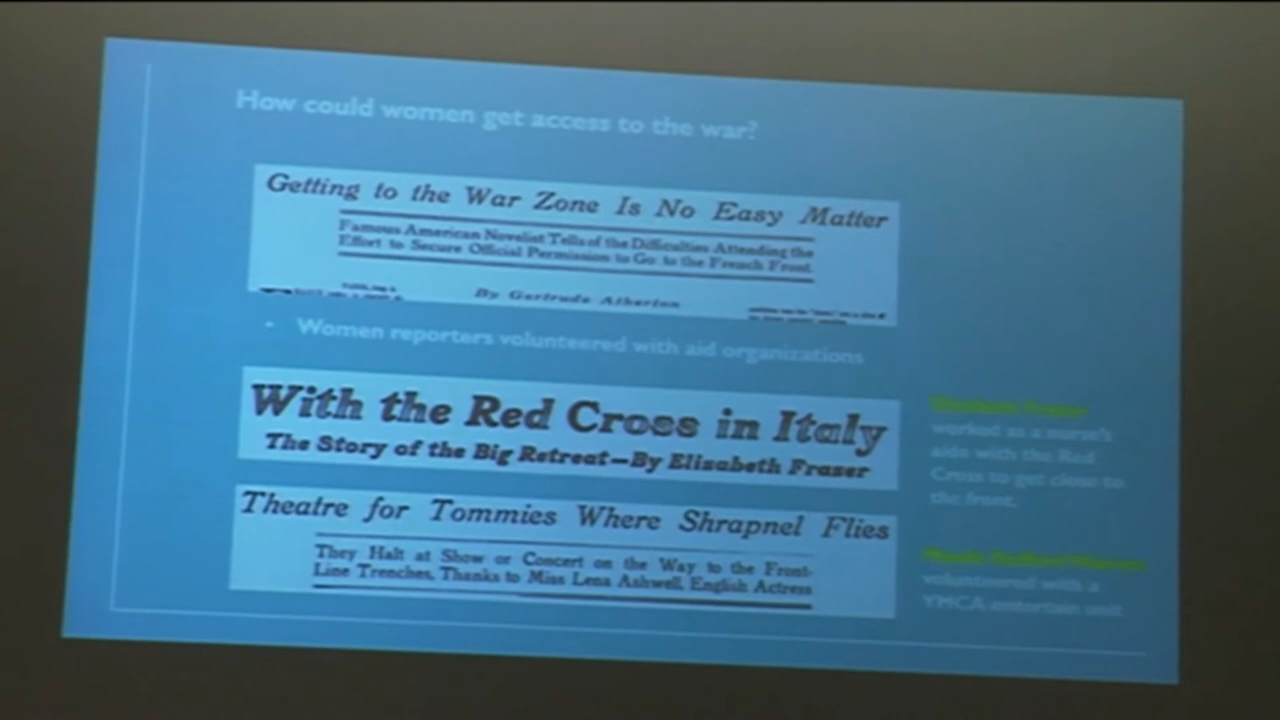 How could women get access to the war?
Getting to the War Zone Is No Easy Matter
Famous American Novelist Tells of the Difficulties Attending the
Effort to Secure Official Permission to Go to the French Front.
By Gertrude Atherton
• Women reporters volunteered with aid organizations
With the Red Cross in Italy
The Story of the Big Retreat—By Elizabeth Frazer
Elizabeth Frazer
worked as a nurse's
aide with the Red
Cross to get close to
the front.
Theatre for Tommies Where Shrapnel Flies
They Halt at Show or Concert on the Way to the Front-
Line Trenches, Thanks to Miss Lena Ashwell, English Actress
volunteered with a
YMCA entertain unit